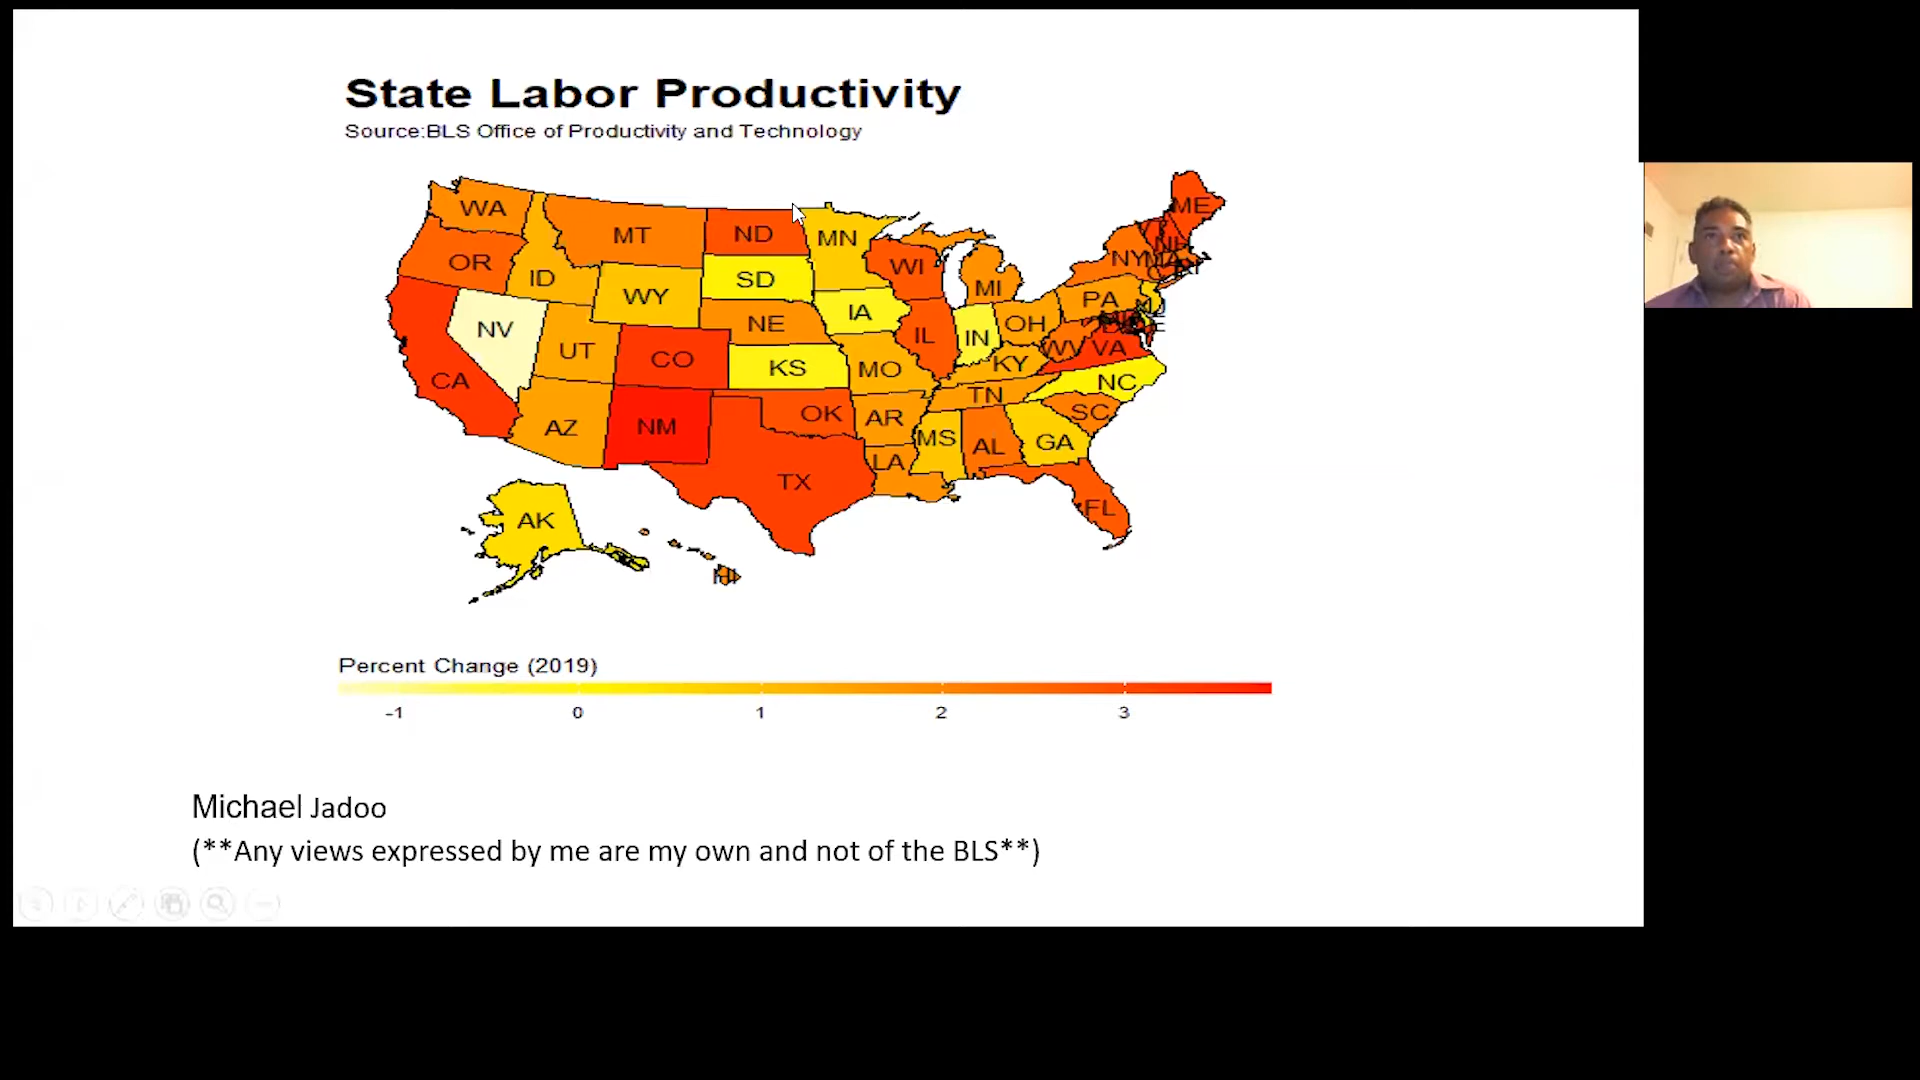 State Labor Productivity
Source:BLS Office of Productivity and Technology
WA
MT
ND
MN
ME
OR
ID
SD
WI
NY
WY
MI
PA
NV
NE
IA
IL
IN
OH
UT
CO
KS
MO
KY
WV
VA
CA
NC
TN
AZ
NM
OK
AR
SC
MS
AL
GA
LA
TX
FL
AK
HI
Percent Change (2019)
-1 0 1 2 3
Michael Jadoo
(**Any views expressed by me are my own and not of the BLS**)